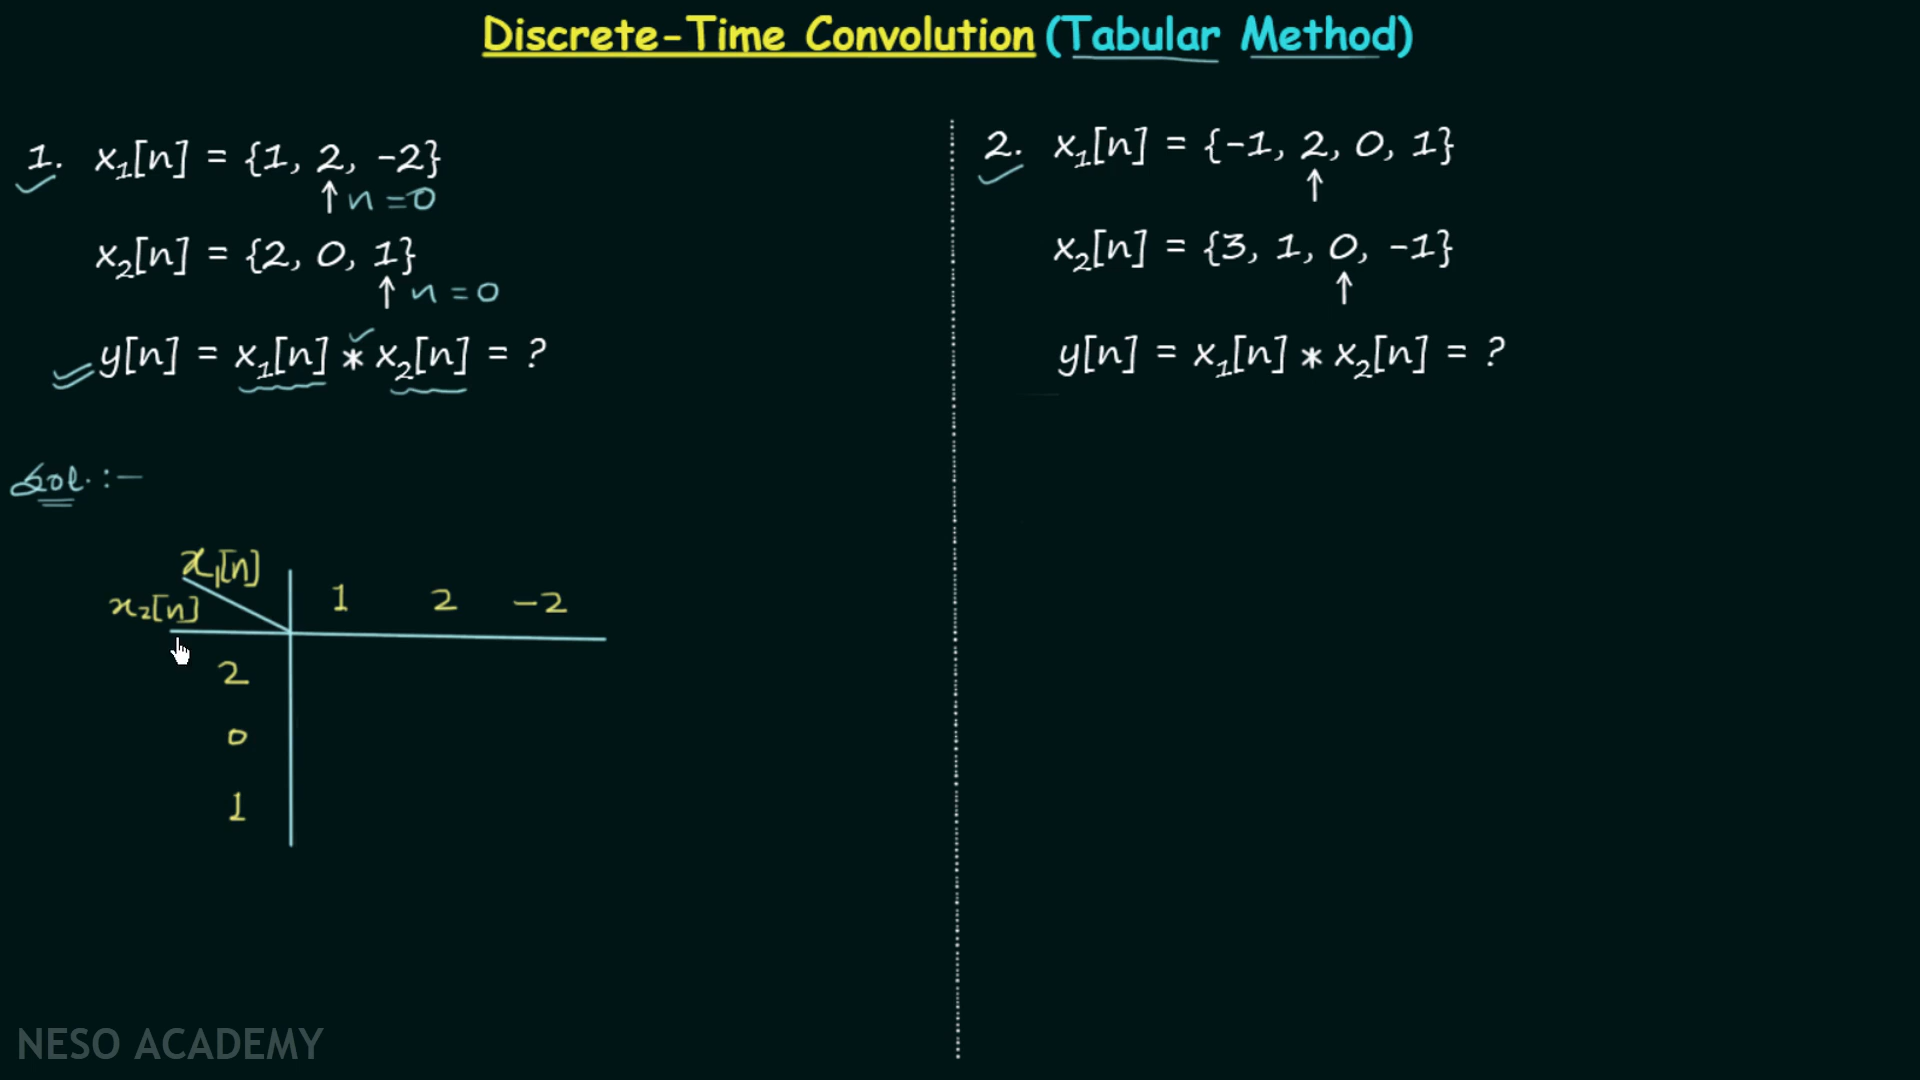 Discrete-Time Convolution (Tabular Method)
1. x₁[n] = {1, 2, -2}
↑ n = 0
x₂[n] = {2, 0, 1}
↑ n = 0
y[n] = x₁[n] * x₂[n] = ?
Sol. :-
x₁[n]
x₂[n] 1 2 -2
2
0
1
2. x₁[n] = {-1, 2, 0, 1}
↑
x₂[n] = {3, 1, 0, -1}
↑
y[n] = x₁[n] * x₂[n] = ?
NESO ACADEMY